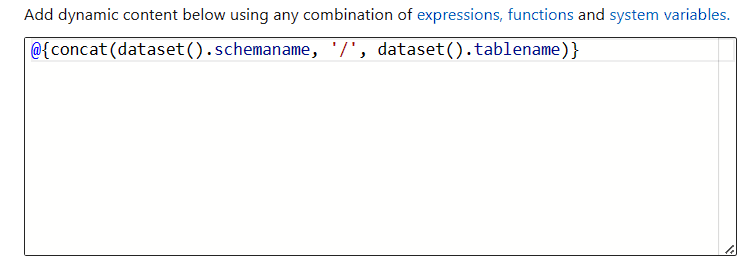 Add dynamic content below using any combination of expressions, functions and system variables.
@{concat(dataset().schemaname, '/', dataset().tablename)}